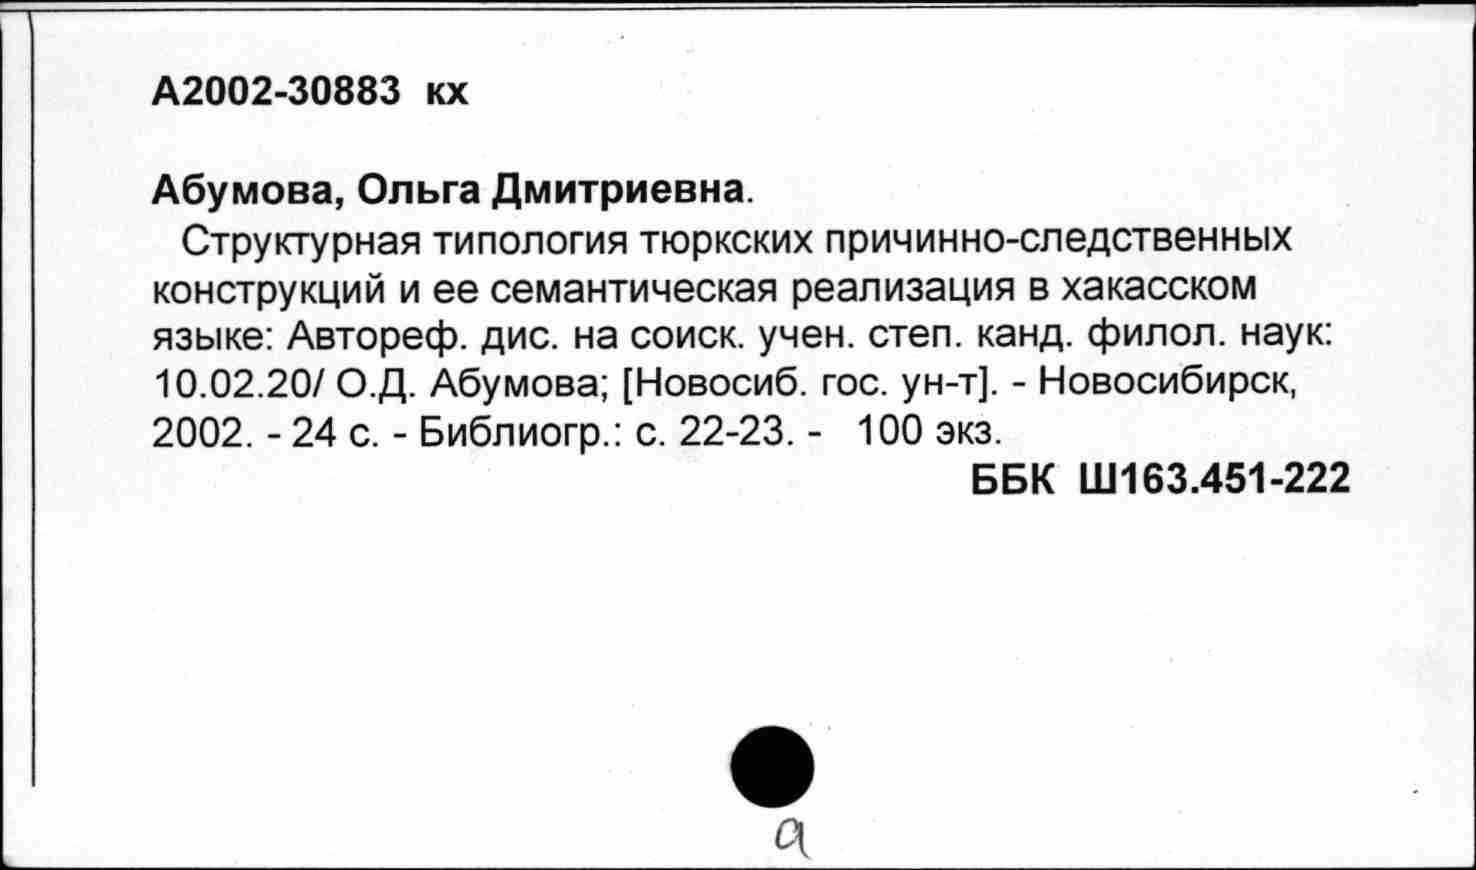 А2002-30883 кх
Абумова, Ольга Дмитриевна.
Структурная типология тюркских причинно-следственных
конструкций и ее семантическая реализация в хакасском
языке: Автореф. дис. на соиск. учен. степ. канд. филол. наук:
10.02.20/ О.Д. Абумова; [Новосиб. гос. ун-т]. - Новосибирск,
2002. - 24 с. - Библиогр.: с. 22-23. - 100 экз.
ББК Ш163.451-222
а